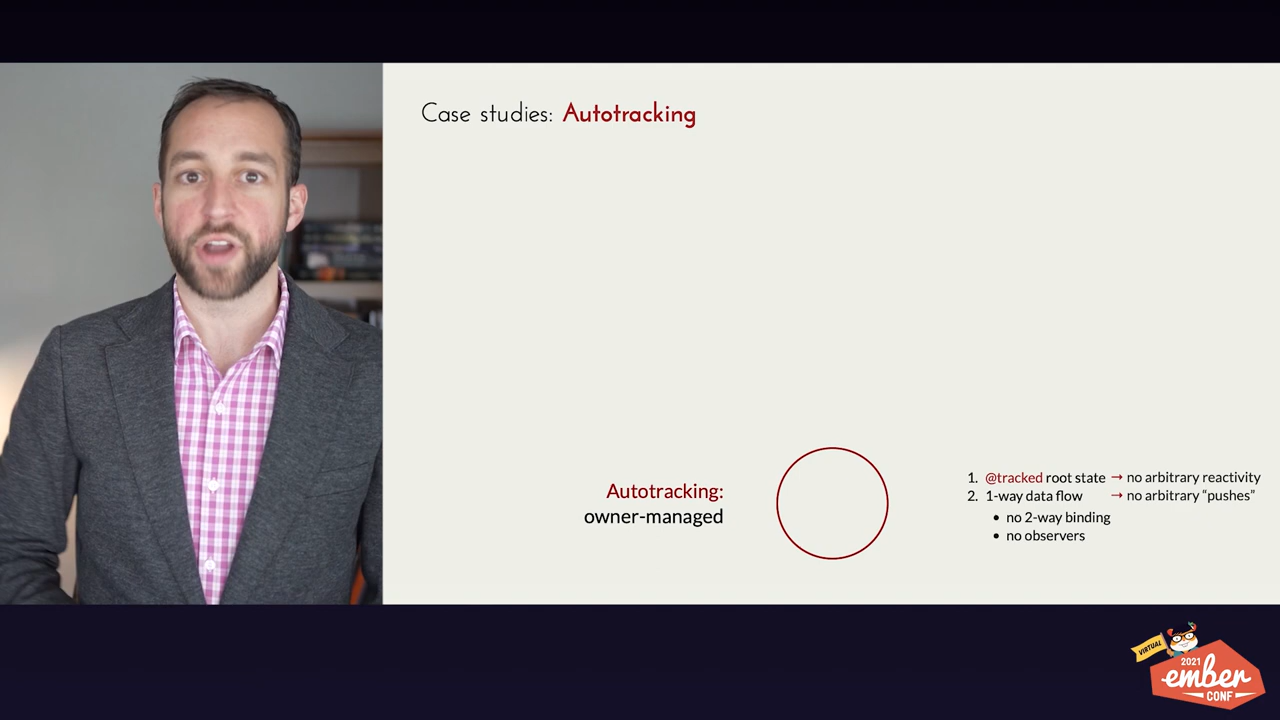 Case studies: Autotracking
Autotracking:
owner-managed
1. @tracked root state → no arbitrary reactivity
2. 1-way data flow → no arbitrary “pushes”
• no 2-way binding
• no observers
VIRTUAL
2021
ember
CONF